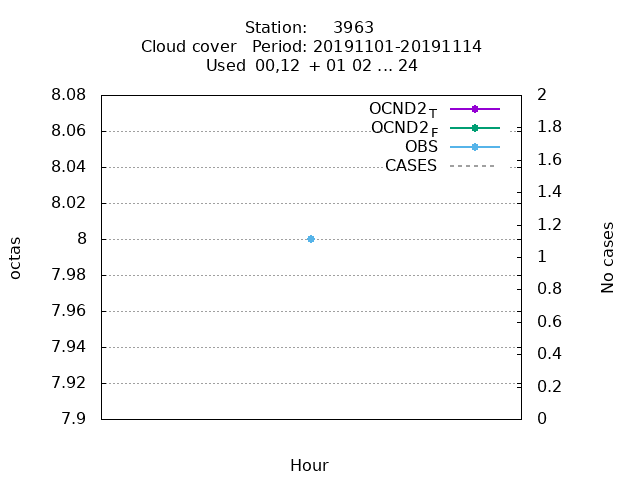 Station: 3963
Cloud cover Period: 20191101-20191114
Used 00,12 + 01 02 ... 24
8.08
8.06
8.04
8.02
8
7.98
7.96
7.94
7.92
7.9
octas
OCND2T
OCND2F
OBS
CASES
2
1.8
1.6
1.4
1.2
1
0.8
0.6
0.4
0.2
0
No cases
Hour